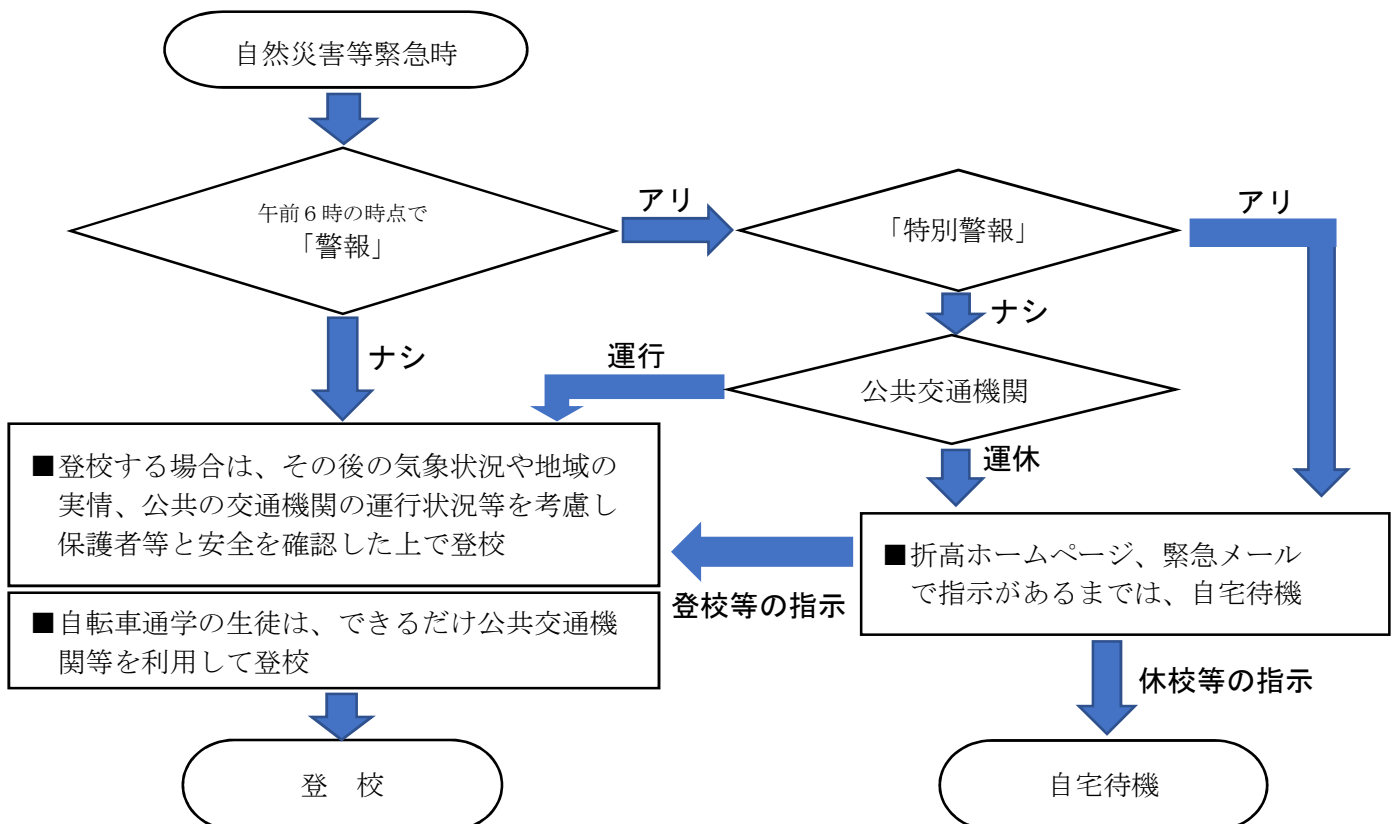 自然災害等緊急時
午前6時の時点で
「警報」
アリ
「特別警報」
アリ
ナシ
ナシ
運行
公共交通機関
運休
■登校する場合は、その後の気象状況や地域の
実情、公共の交通機関の運行状況等を考慮し
保護者等と安全を確認した上で登校
■自転車通学の生徒は、できるだけ公共交通機
関等を利用して登校
登校等の指示
■折高ホームページ、緊急メール
で指示があるまでは、自宅待機
休校等の指示
登 校
自宅待機